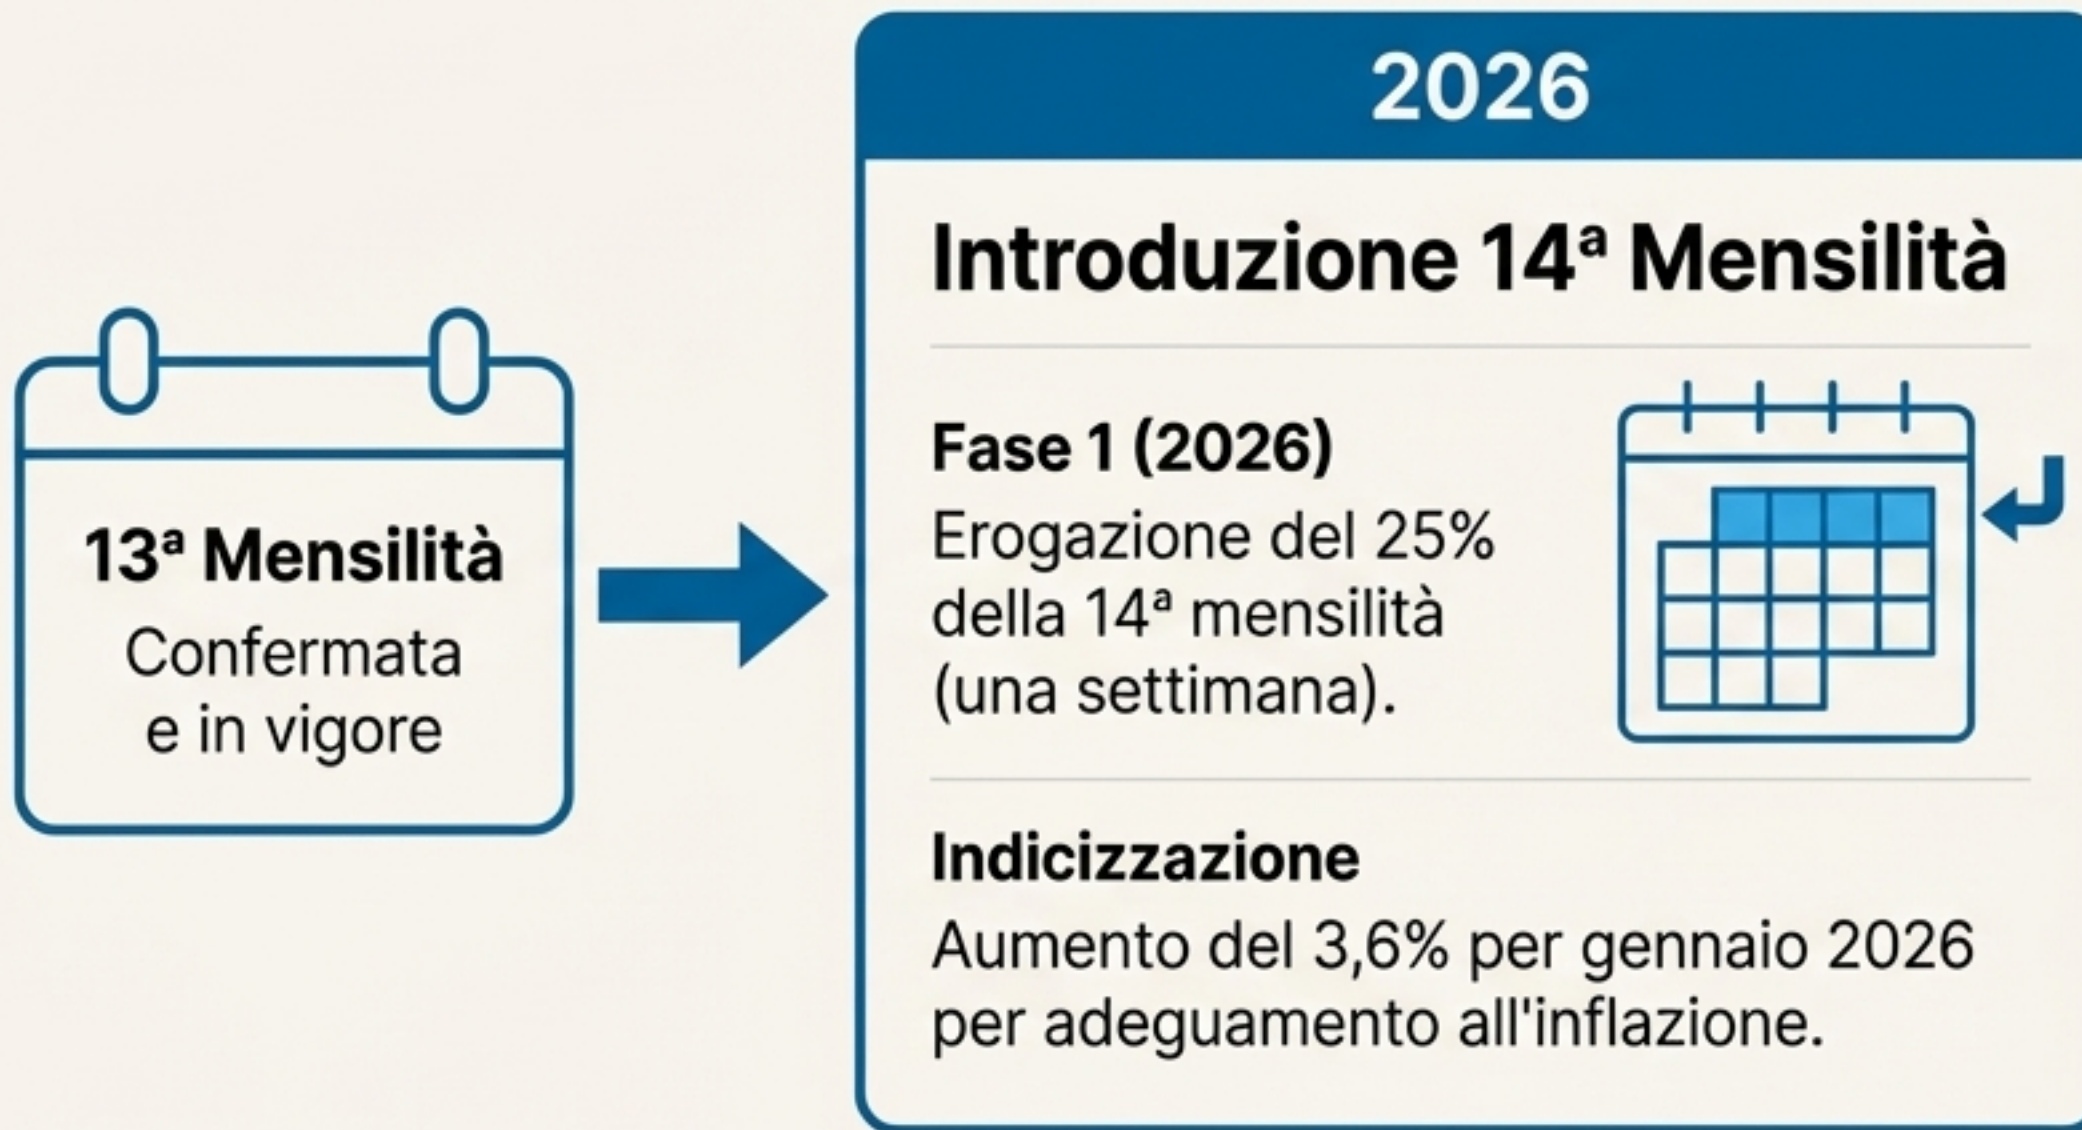 13ª Mensilità
Confermata
e in vigore
2026
Introduzione 14ª Mensilità
Fase 1 (2026)
Erogazione del 25%
della 14ª mensilità
(una settimana).
Indicizzazione
Aumento del 3,6% per gennaio 2026
per adeguamento all'inflazione.